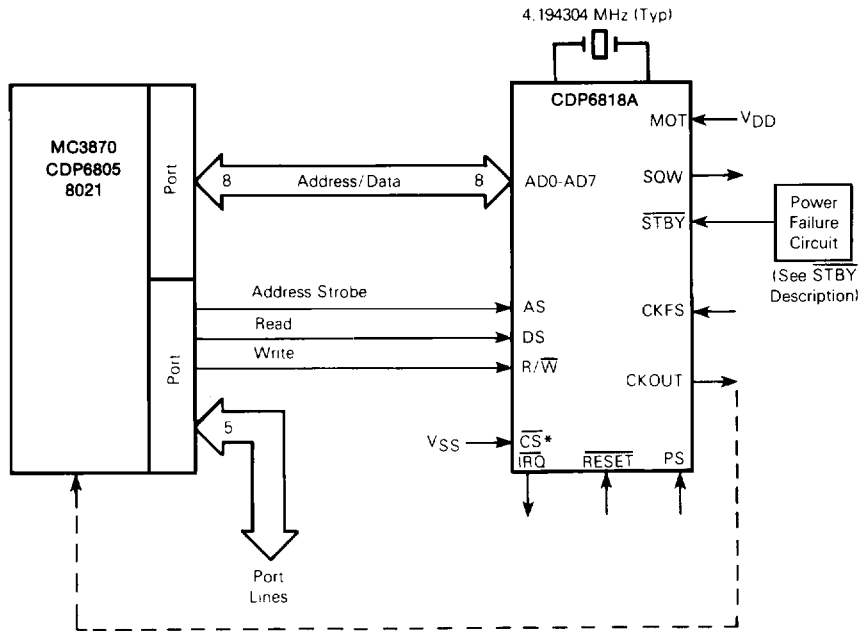 4.194304 MHz (Typ)
CDP6818A
MC3870
CDP6805
8021
Port
8 Address/Data 8
AD0-AD7
MOT
VDD
SQW
STBY
Power
Failure
Circuit
(See STBY
Description)
Address Strobe
AS
Read
DS
Write
R/W
Port
CKFS
CKOUT
5
VSS
CS*
IRQ
RESET
PS
Port
Lines